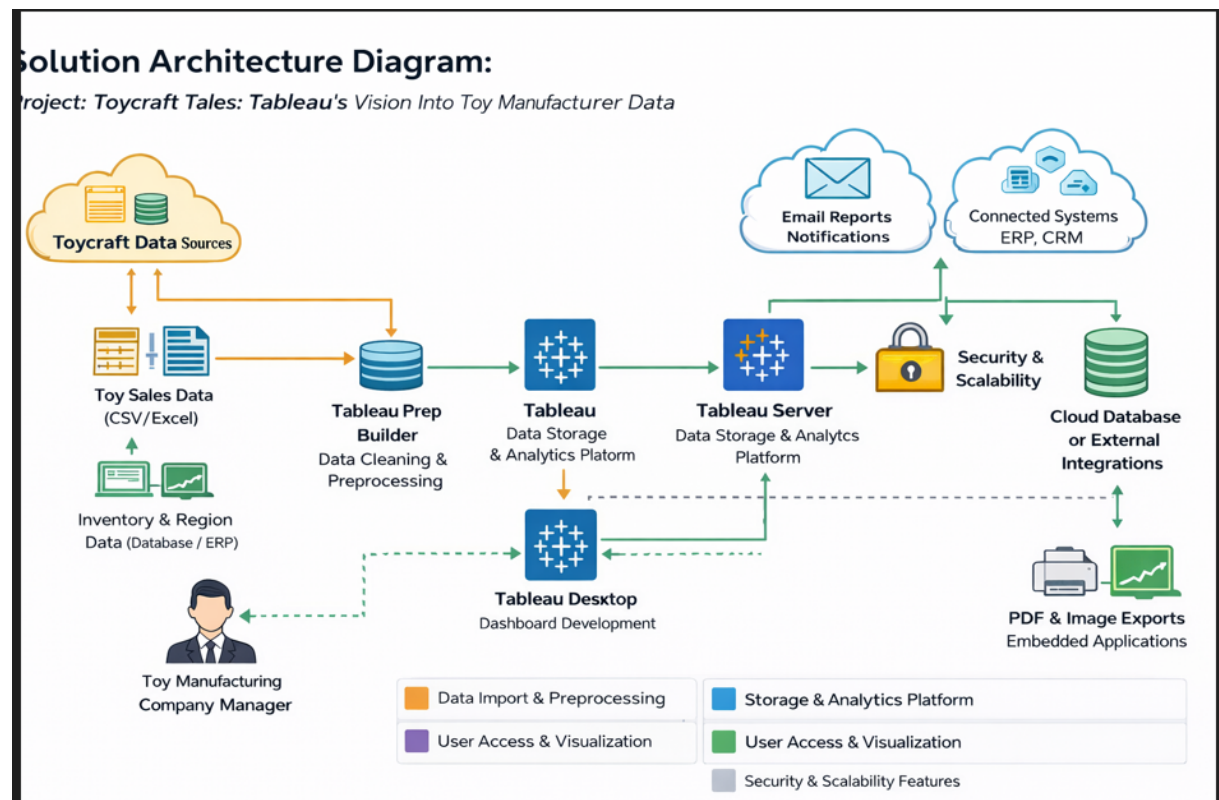 Solution Architecture Diagram:
Project: Toycraft Tales: Tableau's Vision Into Toy Manufacturer Data
Toycraft Data Sources
Email Reports
Notifications
Connected Systems
ERP, CRM
Toy Sales Data
(CSV/Excel)
Tableau Prep
Builder
Data Cleaning &
Preprocessing
Tableau
Data Storage
& Analytics Platorm
Tableau Server
Data Storage & Analytcs
Platform
Security &
Scalability
Cloud Database
or External
Integrations
Inventory & Region
Data (Database / ERP)
Tableau Desktop
Dashboard Development
PDF & Image Exports
Embedded Applications
Toy Manufacturing
Company Manager
Data Import & Preprocessing
Storage & Analytics Platform
User Access & Visualization
User Access & Visualization
Security & Scalability Features